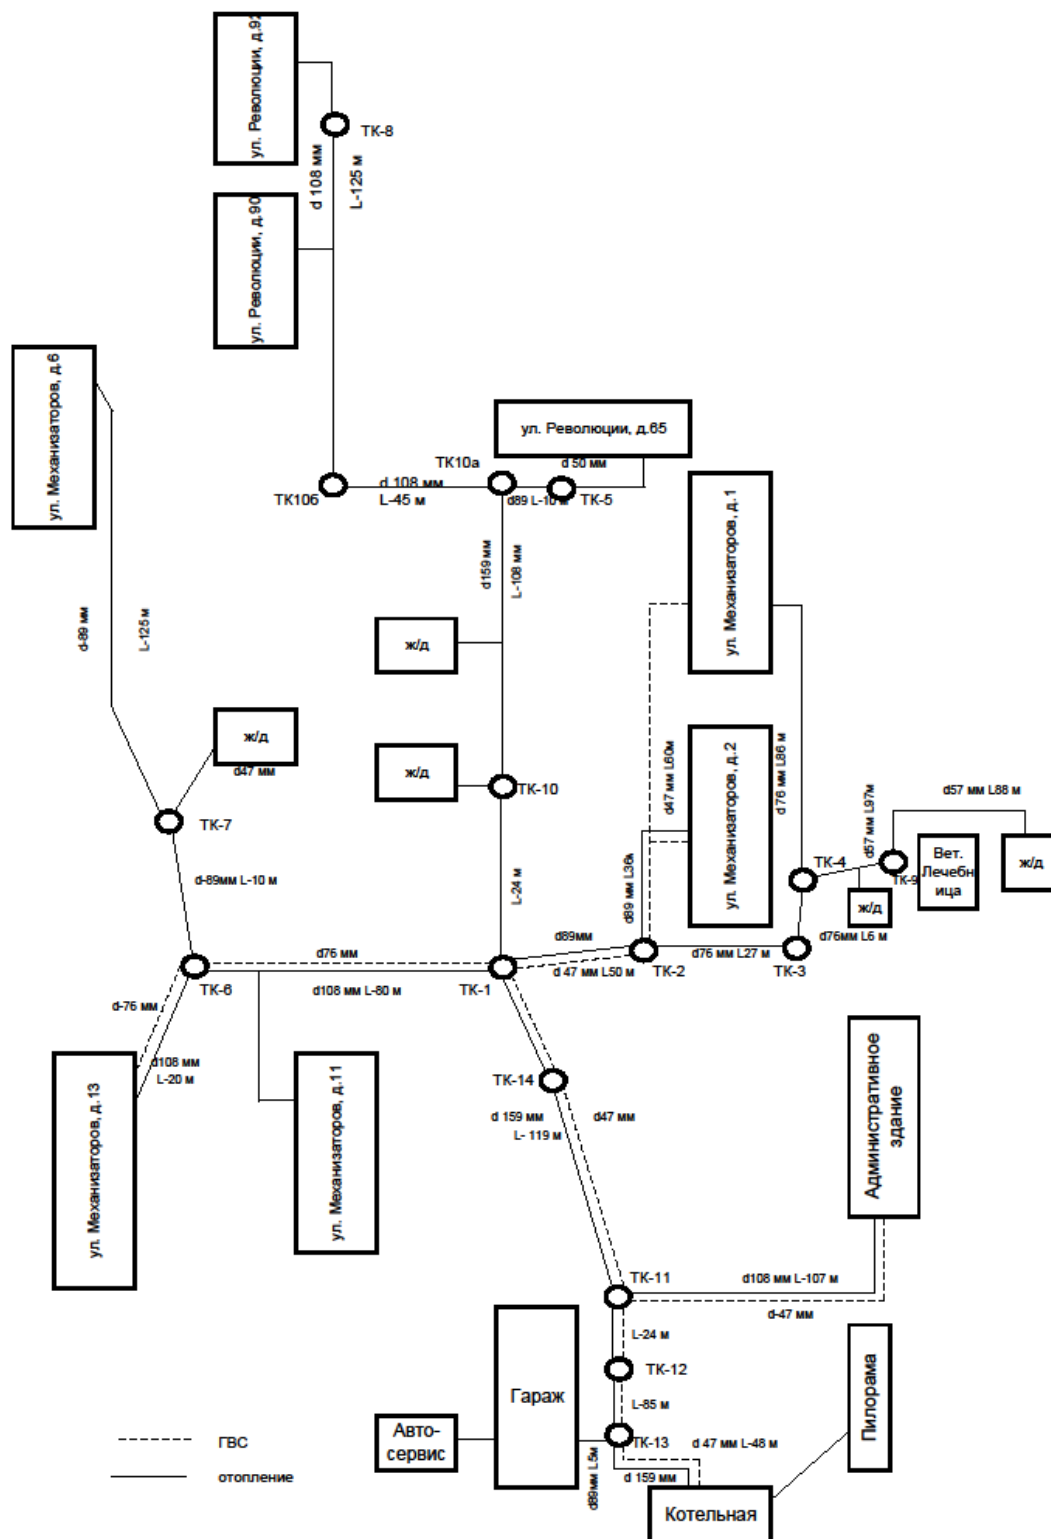 ул. Революции, д.92
ТК-8
d 108 мм
L-125 м
ул. Революции, д.90
ул. Механизаторов, д.6
ул. Революции, д.65
d 50 мм
ТК10а
ТК10б
d 108 мм
L-45 м
d89 L-10 м
ТК-5
d159 мм
L-108 мм
ул. Механизаторов, д.1
d-89 мм
L-125 м
ж/д
ж/д
d47 мм
ж/д
ТК-10
ТК-7
d47 мм L60м
ул. Механизаторов, д.2
d 76 мм L86 м
d57 мм L97м
d57 мм L88 м
ТК-4
ТК-9
Вет.
Лечебн
ица
ж/д
ж/д
d-89мм L-10 м
L-24 м
d89 мм L36м
d76мм L6 м
d89мм
d76 мм
ТК-2
d76 мм L27 м
ТК-3
d 47 мм L50 м
ТК-6
d108 мм L-80 м
ТК-1
d-76 мм
d108 мм
L-20 м
ул. Механизаторов, д.13
ул. Механизаторов, д.11
ТК-14
d 159 мм
L- 119 м
d47 мм
Административное
здание
ТК-11
d108 мм L-107 м
d-47 мм
L-24 м
ТК-12
Гараж
L-85 м
Пилорама
Авто-
сервис
ТК-13
d 47 мм L-48 м
d89мм L5м
d 159 мм
Котельная
ГВС
отопление